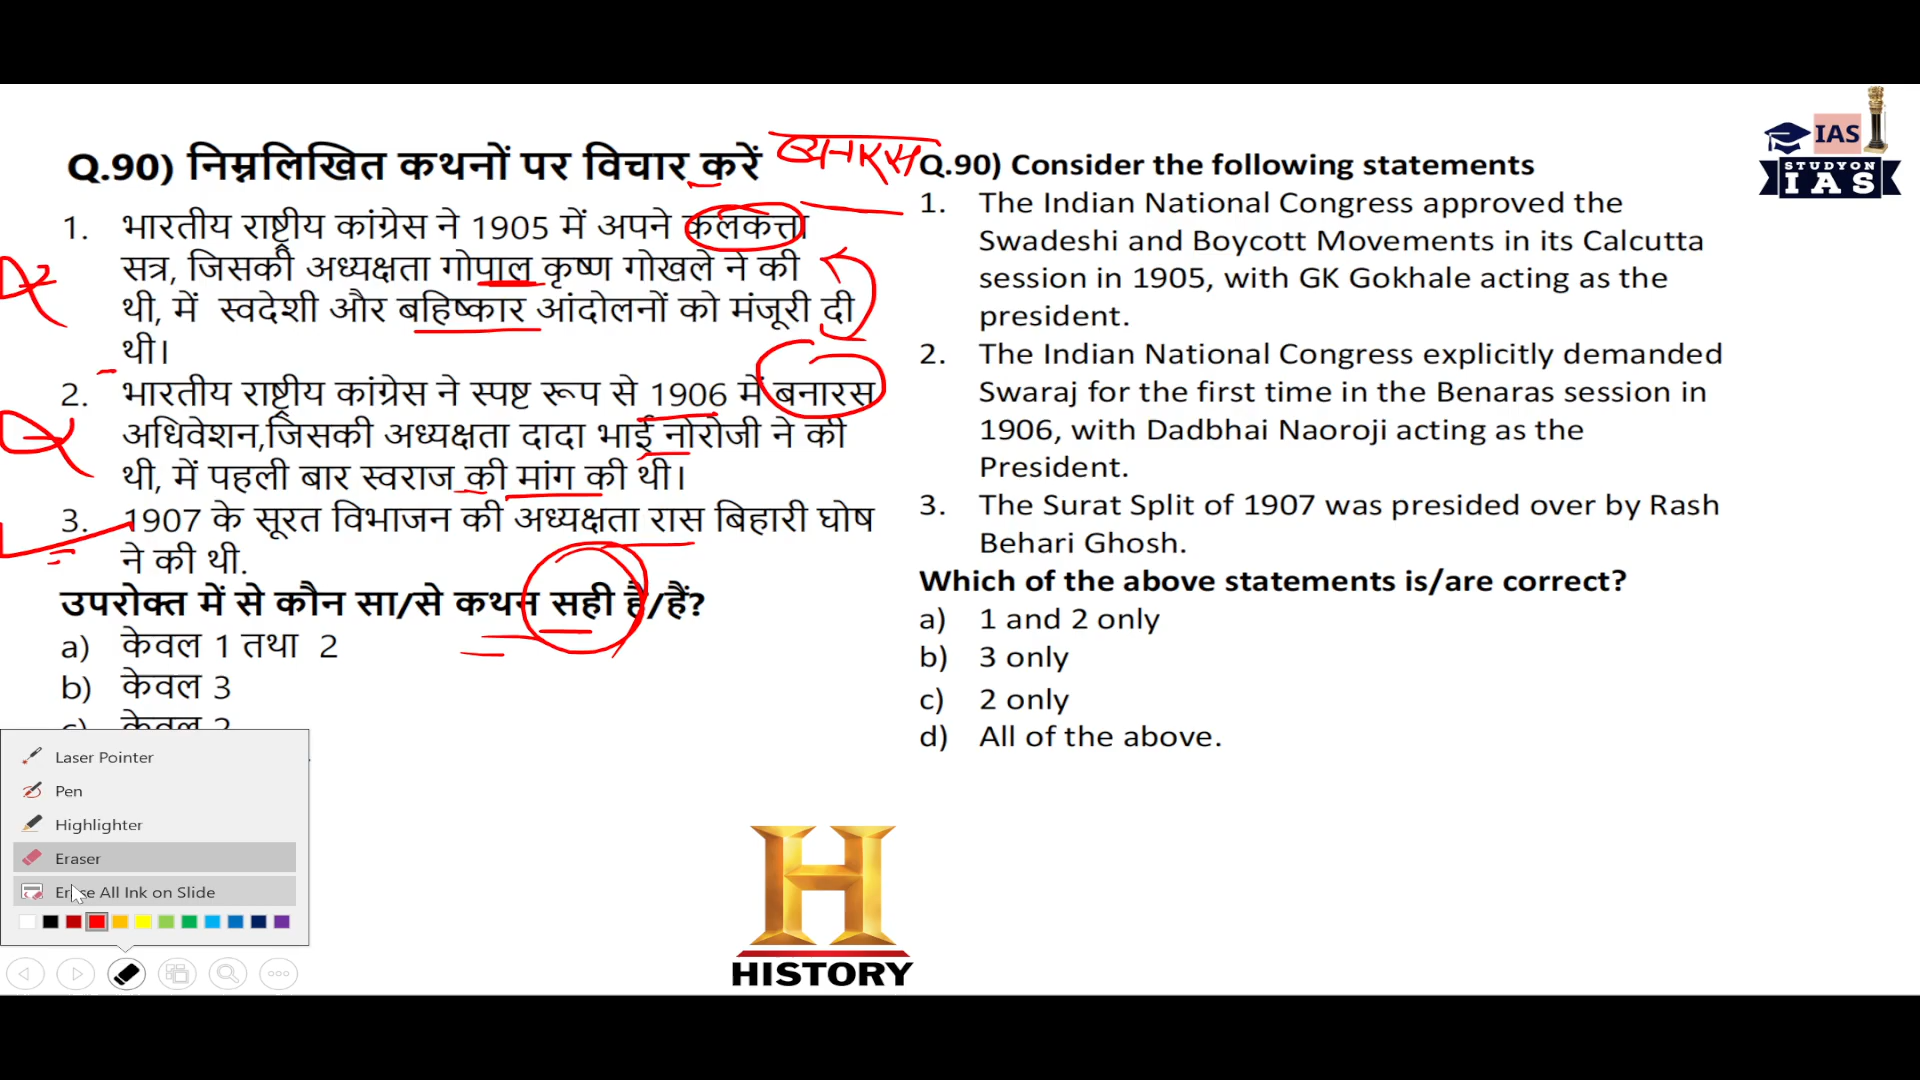 Q.90) निम्नलिखित कथनों पर विचार करें
बनारस
1. भारतीय राष्ट्रीय कांग्रेस ने 1905 में अपने कलकत्ता
सत्र, जिसकी अध्यक्षता गोपाल कृष्ण गोखले ने की
थी, में स्वदेशी और बहिष्कार आंदोलनों को मंजूरी दी
थी।
2. भारतीय राष्ट्रीय कांग्रेस ने स्पष्ट रूप से 1906 में बनारस
अधिवेशन,जिसकी अध्यक्षता दादा भाई नोरोजी ने की
थी, में पहली बार स्वराज की मांग की थी।
3. 1907 के सूरत विभाजन की अध्यक्षता रास बिहारी घोष
ने की थी.
उपरोक्त में से कौन सा/से कथन सही है/हैं?
a) केवल 1 तथा 2
b) केवल 3
Laser Pointer
Pen
Highlighter
Eraser
All Ink on Slide
Q.90) Consider the following statements
1. The Indian National Congress approved the
Swadeshi and Boycott Movements in its Calcutta
session in 1905, with GK Gokhale acting as the
president.
2. The Indian National Congress explicitly demanded
Swaraj for the first time in the Benaras session in
1906, with Dadbhai Naoroji acting as the
President.
3. The Surat Split of 1907 was presided over by Rash
Behari Ghosh.
Which of the above statements is/are correct?
a) 1 and 2 only
b) 3 only
c) 2 only
d) All of the above.
IAS
STUDYON
IAS
H
HISTORY